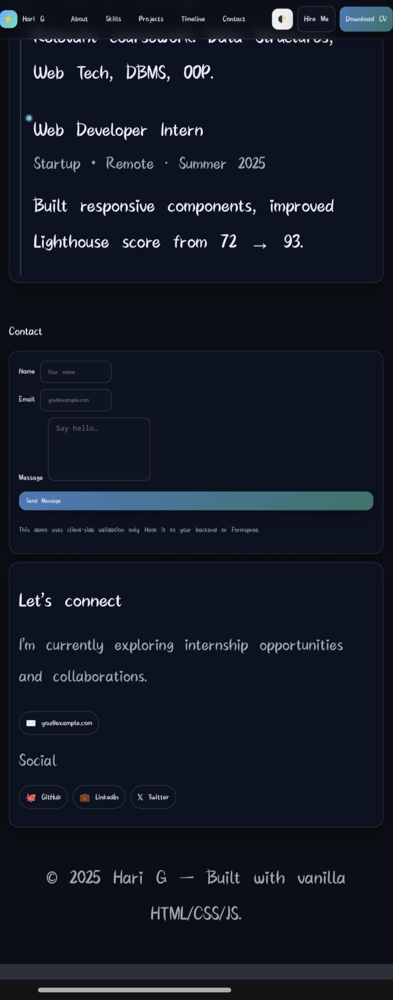 Hari G About Skills Projects Timeline Contact Hire Me Download CV
Relevant coursework: Data Structures,
Web Tech, DBMS, OOP.
Web Developer Intern
Startup • Remote · Summer 2025
Built responsive components, improved
Lighthouse score from 72 → 93.
Contact
Name Your name
Email you@example.com
Say hello…
Message
Send Message
This demo uses client-side validation only. Hook it to your backend or Formspree.
Let's connect
I'm currently exploring internship opportunities
and collaborations.
you@example.com
Social
GitHub LinkedIn 𝕏 Twitter
© 2025 Hari G — Built with vanilla
HTML/CSS/JS.